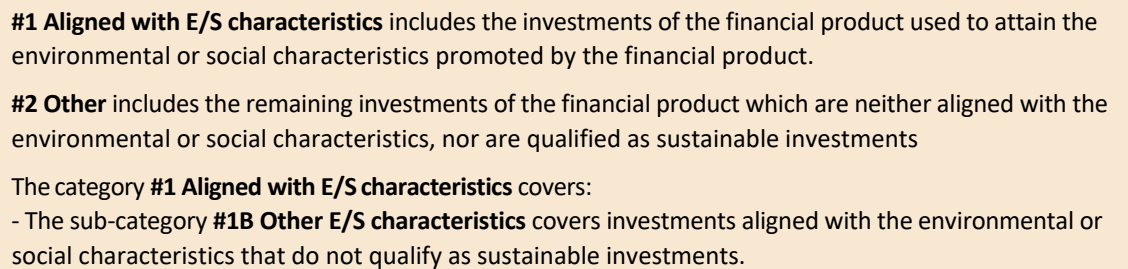 #1 Aligned with E/S characteristics includes the investments of the financial product used to attain the
environmental or social characteristics promoted by the financial product.
#2 Other includes the remaining investments of the financial product which are neither aligned with the
environmental or social characteristics, nor are qualified as sustainable investments
The category #1 Aligned with E/S characteristics covers:
- The sub-category #1B Other E/S characteristics covers investments aligned with the environmental or
social characteristics that do not qualify as sustainable investments.